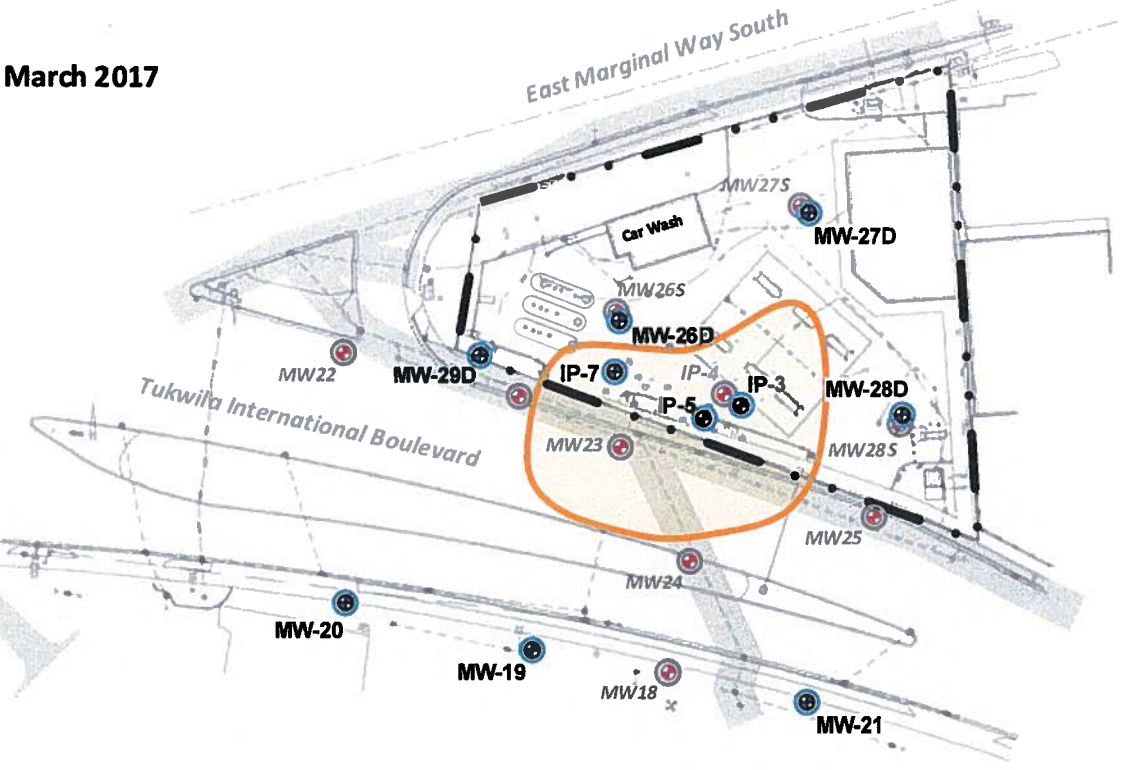 East Marginal Way South
March 2017
MW27S
Car Wash
MW-27D
MW26S
MW-26D
MW22
MW-29D
IP-7
IP-4
IP-3
MW-28D
P-5
Tukwila International Boulevard
MW23
MW28S
MW25
MW24
MW-20
MW-19
MW18
MW-21